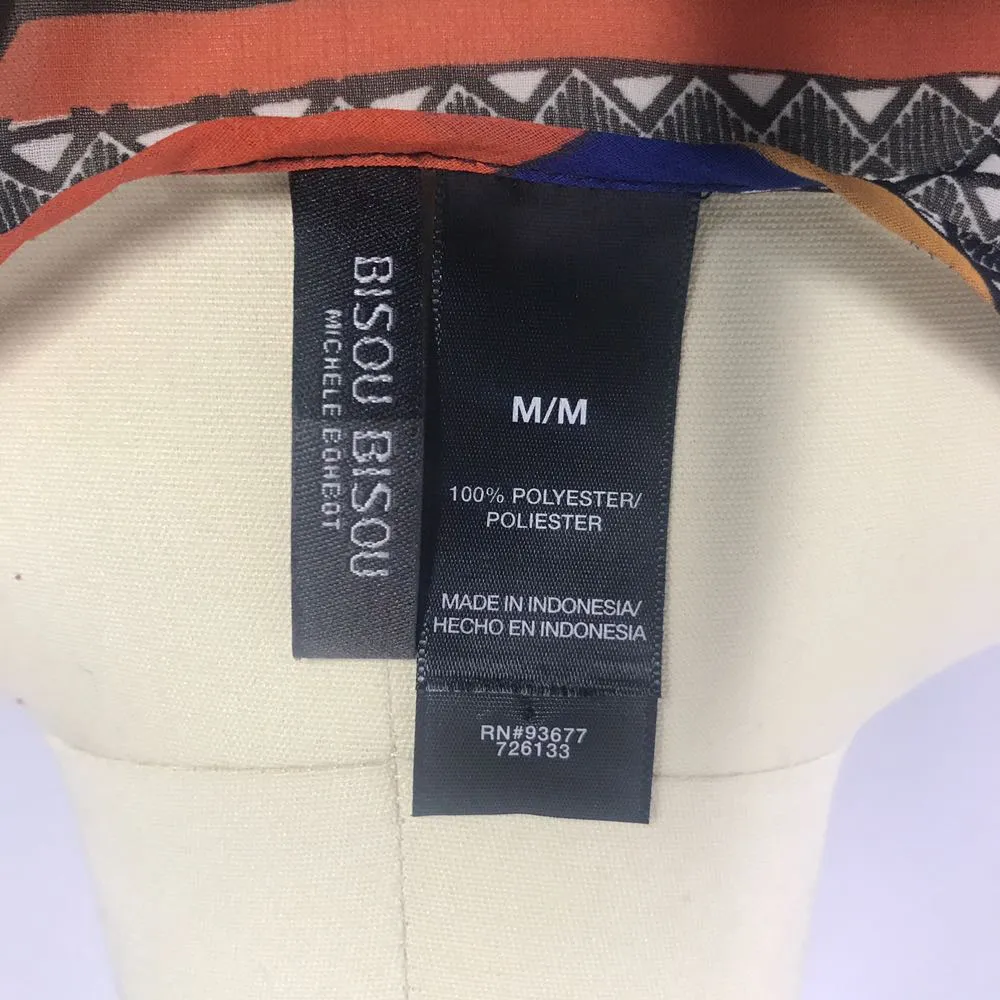 BISOU BISOU
MICHELE BOHBOT
M/M
100% POLYESTER/
POLIESTER
MADE IN INDONESIA/
HECHO EN INDONESIA
RN#93677
726133